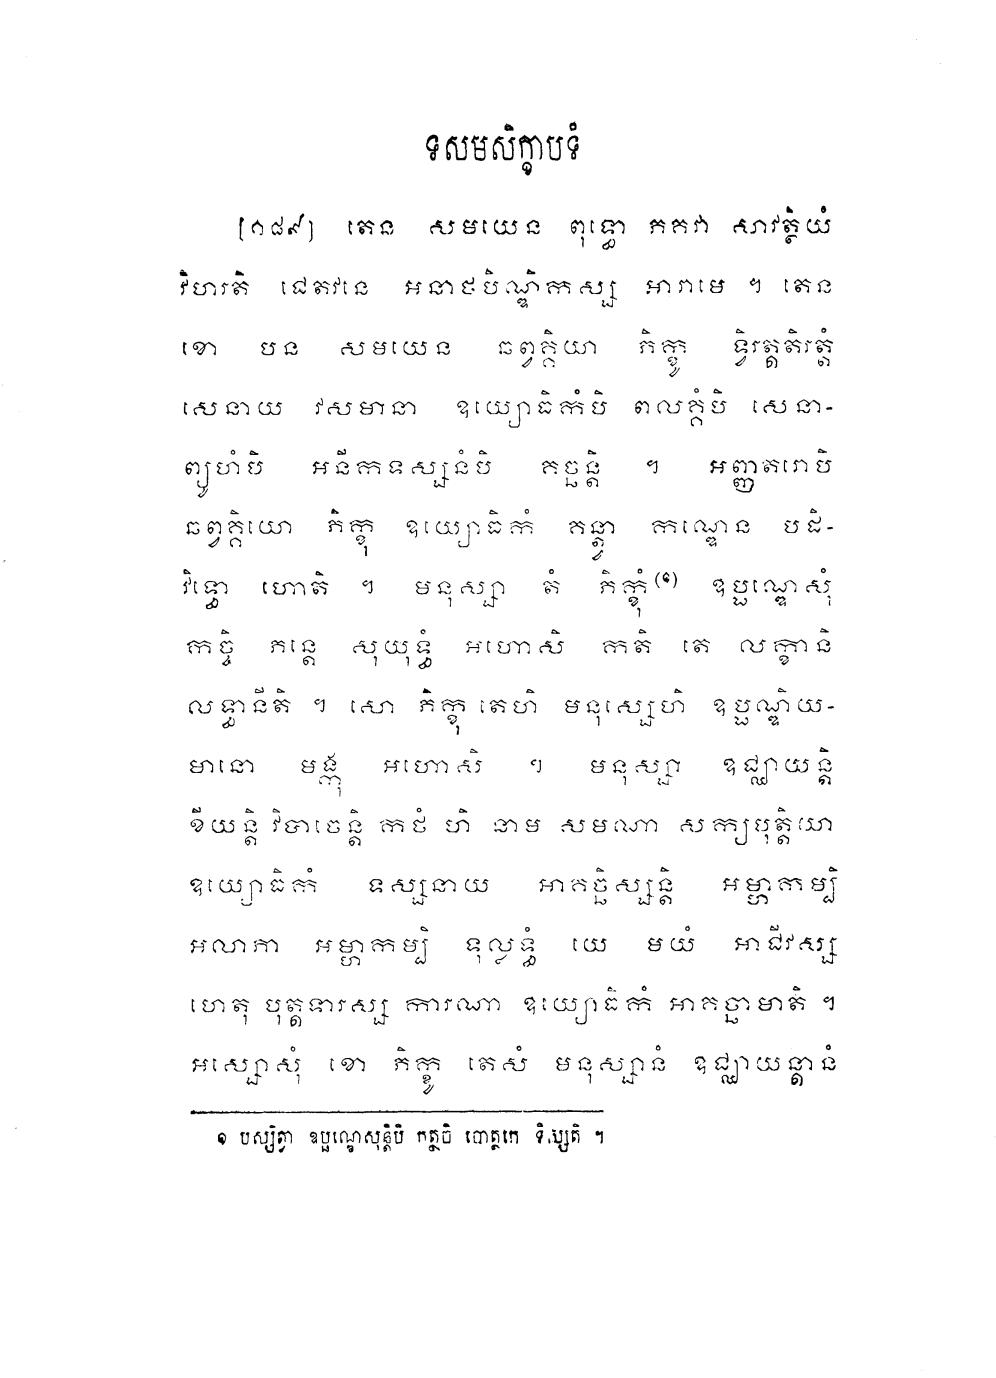 ទសមសិក្ខាបទំ
[១៨៩] តេន សមយេន ពុទ្ធោ ភគវា សាវត្ថិយំ
វិហរតិ ជេតវនេ អនាថបិណ្ឌិកស្ស អារាមេ ។ តេន
ខោ បន សមយេន ឆព្វគ្គិយា ភិក្ខូ ទ្វិរត្តតិរត្តំ
សេនាយ វសមានា ឧយ្យោធិកំបិ ពលគ្គំបិ សេនា-
ព្យូហំបិ អនីកទស្សនំបិ គច្ឆន្តិ ។ អញ្ញតរោបិ
ឆព្វគ្គិយោ ភិក្ខុ ឧយ្យោធិកំ គន្ត្វា កណ្ឌេន បដិ-
វិទ្ធោ ហោតិ ។ មនុស្សា តំ ភិក្ខុំ(១) ឧប្បណ្ឌេសុំ
កច្ចិ ភន្តេ សុយុទ្ធំ អហោសិ កតិ តេ លក្ខានិ
លទ្ធានីតិ ។ សោ ភិក្ខុ តេហិ មនុស្សេហិ ឧប្បណ្ឌិយ-
មានោ មង្កុ អហោសិ ។ មនុស្សា ឧជ្ឈាយន្តិ
ខីយន្តិ វិបាចេន្តិ កថំ ហិ នាម សមណា សក្យបុត្តិយា
ឧយ្យោធិកំ ទស្សនាយ អាគច្ឆិស្សន្តិ អម្ហាកម្បិ
អលាភា អម្ហាកម្បិ ទុល្លទ្ធំ យេ មយំ អាជីវស្ស
ហេតុ បុត្តទារស្ស ការណា ឧយ្យោធិកំ អាគច្ឆាមាតិ ។
អស្សោសុំ ខោ ភិក្ខូ តេសំ មនុស្សានំ ឧជ្ឈាយន្តានំ
១ បស្សិត្វា ឧប្បណ្ឌេសុន្តិបិ កត្ថចិ បោត្ថកេ ទិស្សតិ ។